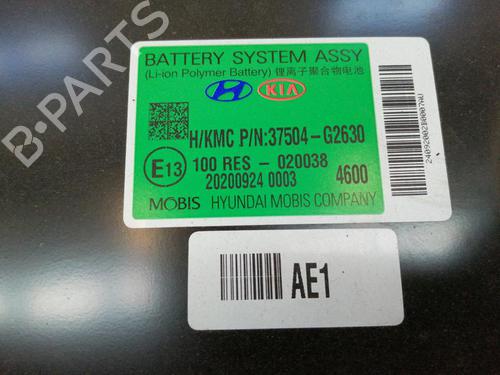 BATTERY SYSTEM ASSY
(Li-ion Polymer Battery) 锂离子聚合物电池
KIA
H/KMC P/N:37504-G2630
E13
100 RES - 020038
20200924 0003
4600
MOBIS HYUNDAI MOBIS COMPANY
AE1
B-PARTS